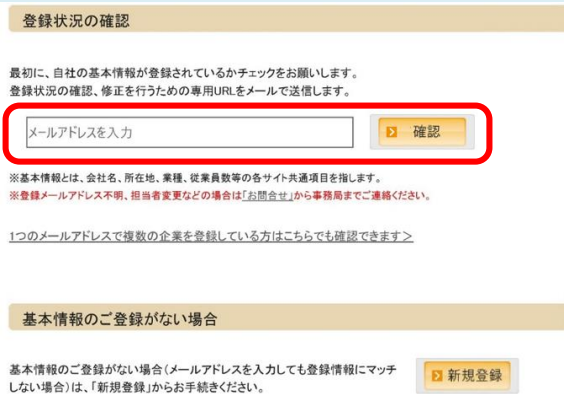 登録状況の確認
最初に、自社の基本情報が登録されているかチェックをお願いします。
登録状況の確認、修正を行うための専用URLをメールで送信します。
メールアドレスを入力
確認
※基本情報とは、会社名、所在地、業種、従業員数等の各サイト共通項目を指します。
※登録メールアドレス不明、担当者変更などの場合は「お問合せ」から事務局までご連絡ください。
1つのメールアドレスで複数の企業を登録している方はこちらでも確認できます＞
基本情報のご登録がない場合
基本情報のご登録がない場合(メールアドレスを入力しても登録情報にマッチ
しない場合)は、「新規登録」からお手続きください。
新規登録